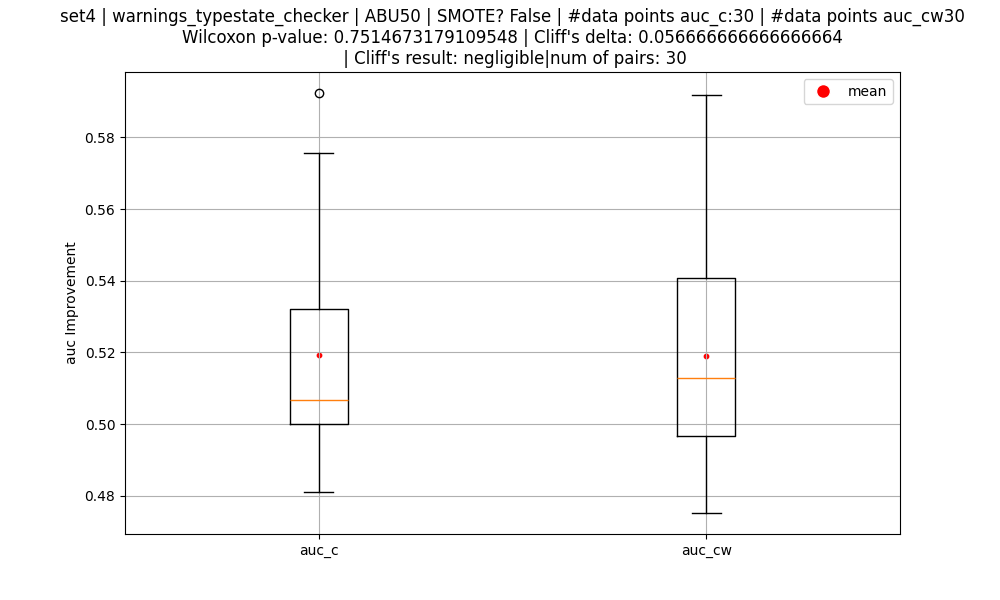 set4 | warnings_typestate_checker | ABU50 | SMOTE? False | #data points auc_c:30 | #data points auc_cw30
Wilcoxon p-value: 0.7514673179109548 | Cliff's delta: 0.056666666666666664
| Cliff's result: negligible|num of pairs: 30
mean
0.58
0.56
0.54
0.52
0.50
0.48
auc Improvement
auc_c
auc_cw